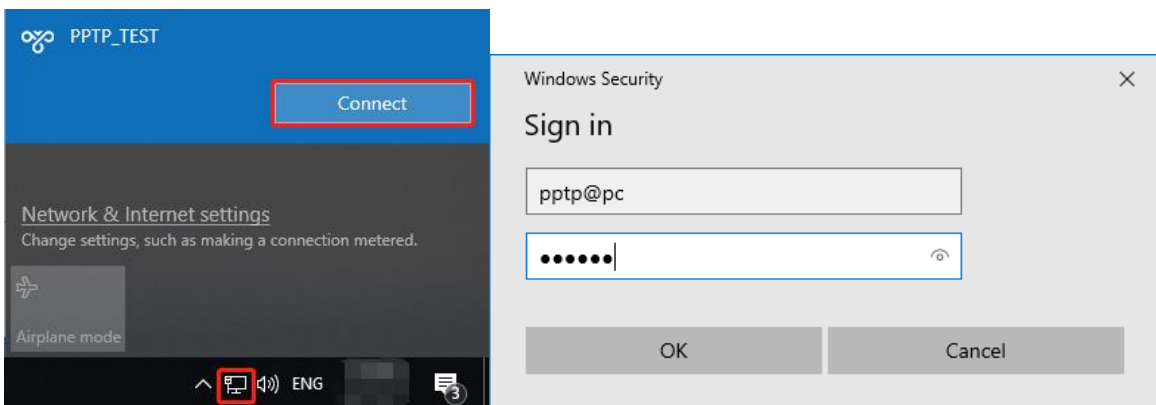 PPTP_TEST
Connect
Network & Internet settings
Change settings, such as making a connection metered.
Airplane mode
ENG
3
Windows Security
Sign in
pptp@pc
••••••
OK
Cancel